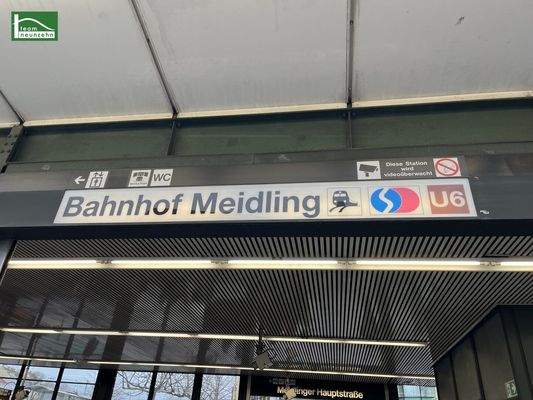 team
neunzehn
WC
Diese Station
wird
videoüberwacht
Bahnhof Meidling S U6
Meidlinger Hauptstraße